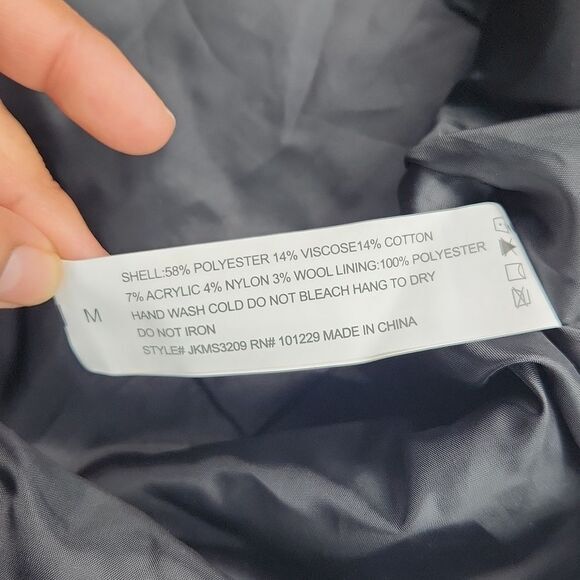 M
SHELL:58% POLYESTER 14% VISCOSE14% COTTON
7% ACRYLIC 4% NYLON 3% WOOL LINING:100% POLYESTER
HAND WASH COLD DO NOT BLEACH HANG TO DRY
DO NOT IRON
STYLE# JKMS3209 RN# 101229 MADE IN CHINA